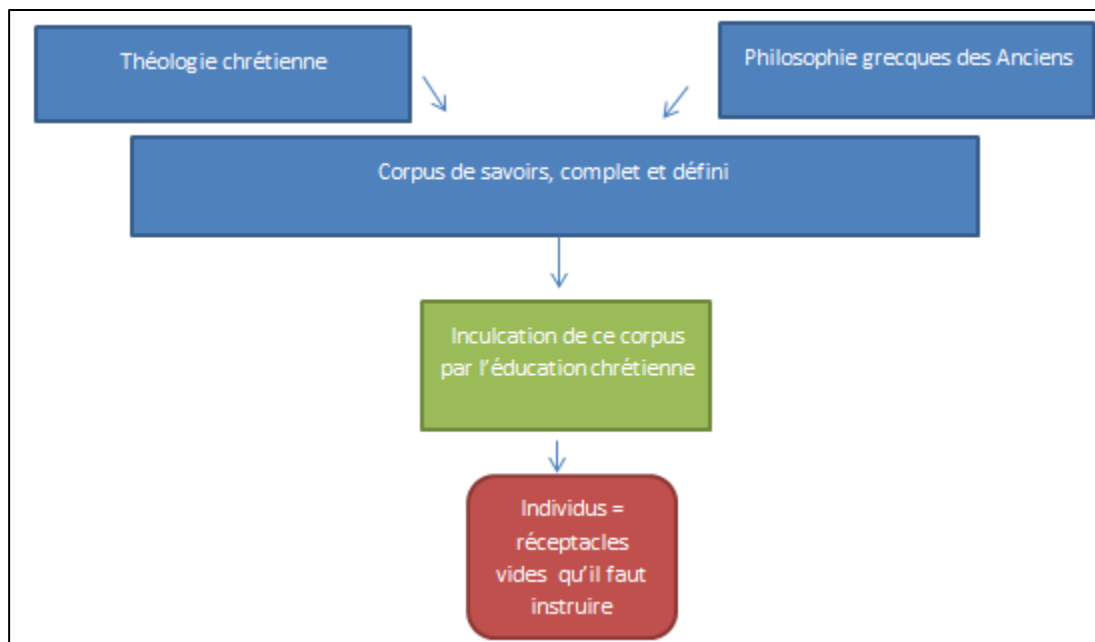 Théologie chrétienne
Philosophie grecques des Anciens
Corpus de savoirs, complet et défini
Inculcation de ce corpus
par l'éducation chrétienne
Individus =
réceptacles
vides qu'il faut
instruire